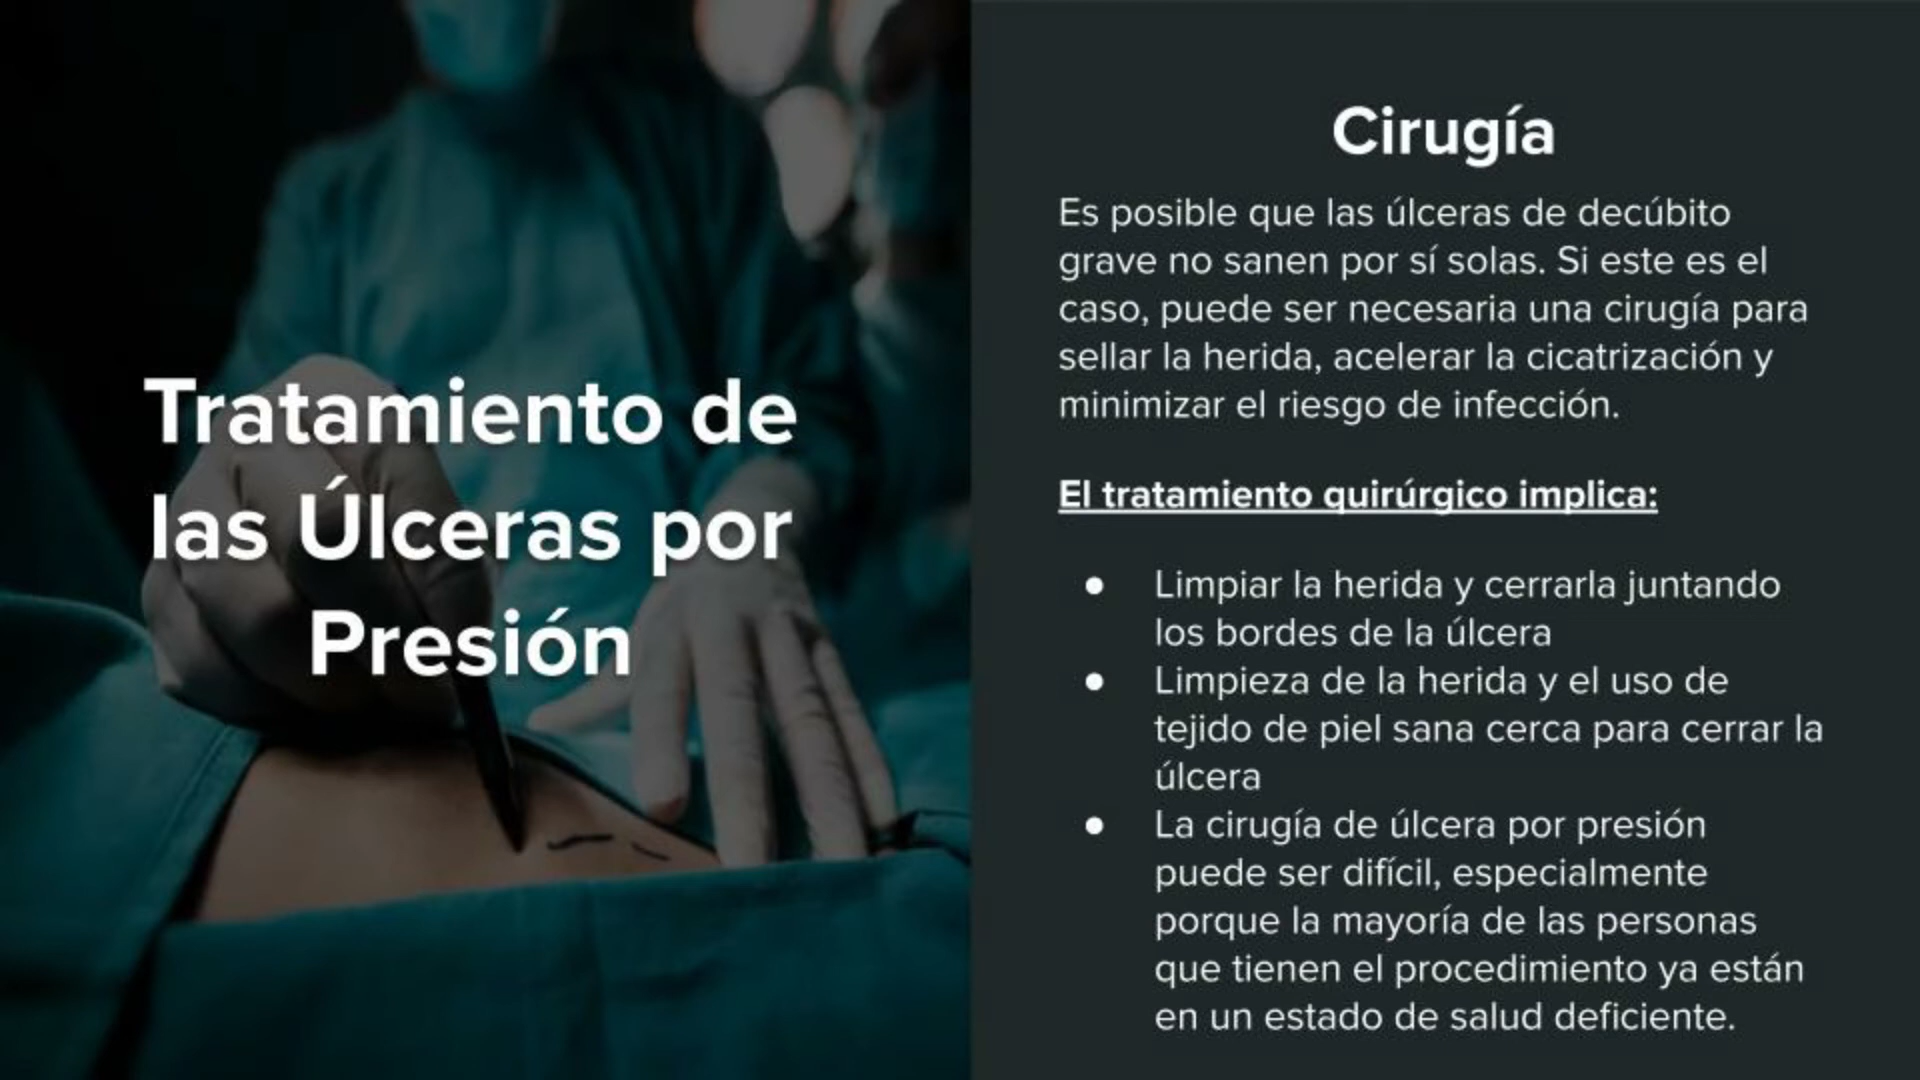 Tratamiento de
las Úlceras por
Presión
Cirugía
Es posible que las úlceras de decúbito
grave no sanen por sí solas. Si este es el
caso, puede ser necesaria una cirugía para
sellar la herida, acelerar la cicatrización y
minimizar el riesgo de infección.
El tratamiento quirúrgico implica:
● Limpiar la herida y cerrarla juntando
los bordes de la úlcera
● Limpieza de la herida y el uso de
tejido de piel sana cerca para cerrar la
úlcera
● La cirugía de úlcera por presión
puede ser difícil, especialmente
porque la mayoría de las personas
que tienen el procedimiento ya están
en un estado de salud deficiente.